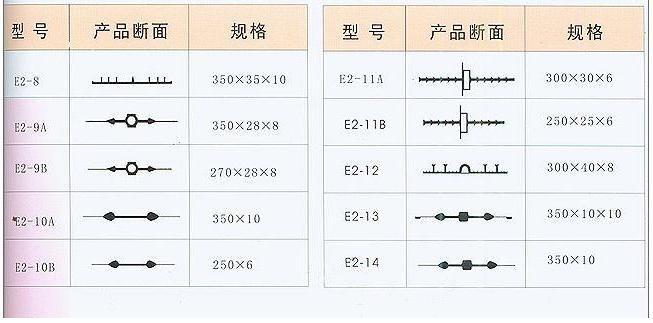 型号 产品断面 规格
E2-8 350×35×10
E2-9A 350×28×8
E2-9B 270×28×8
E2-10A 350×10
E2-10B 250×6
型号 产品断面 规格
E2-11A 300×30×6
E2-11B 250×25×6
E2-12 300×40×8
E2-13 350×10×10
E2-14 350×10